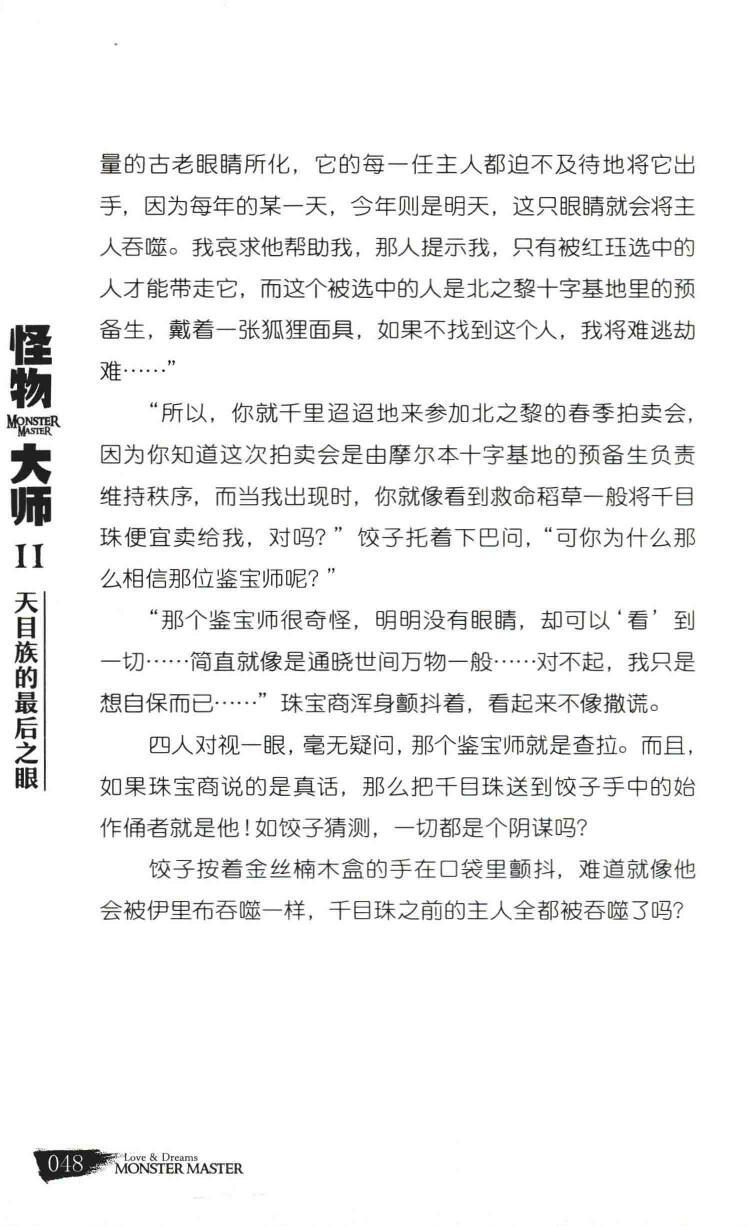 量的古老眼睛所化，它的每一任主人都迫不及待地将它出
手，因为每年的某一天，今年则是明天，这只眼睛就会将主
人吞噬。我哀求他帮助我，那人提示我，只有被红珏选中的
人才能带走它，而这个被选中的人是北之黎十字基地里的预
备生，戴着一张狐狸面具，如果不找到这个人，我将难逃劫
难……”
“所以，你就千里迢迢地来参加北之黎的春季拍卖会，
因为你知道这次拍卖会是由摩尔本十字基地的预备生负责
维持秩序，而当我出现时，你就像看到救命稻草一般将千目
珠便宜卖给我，对吗？”饺子托着下巴问，“可你为什么那
么相信那位鉴宝师呢？”
“那个鉴宝师很奇怪，明明没有眼睛，却可以‘看’到
一切……简直就像是通晓世间万物一般……对不起，我只是
想自保而已……”珠宝商浑身颤抖着，看起来不像撒谎。
四人对视一眼，毫无疑问，那个鉴宝师就是查拉。而且，
如果珠宝商说的是真话，那么把千目珠送到饺子手中的始
作俑者就是他！如饺子猜测，一切都是个阴谋吗？
饺子按着金丝楠木盒的手在口袋里颤抖，难道就像他
会被伊里布吞噬一样，千目珠之前的主人全都被吞噬了吗？
怪物
MONSTER
MASTER
大师
11
天目族的最后之眼
048
Love & Dreams
MONSTER MASTER